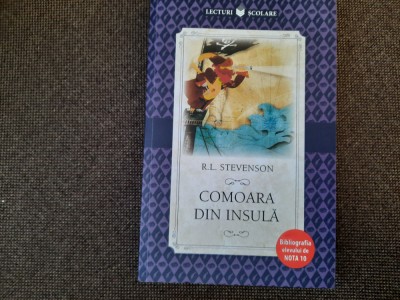 LECTURI ȘCOLARE
R.L. STEVENSON
COMOARA
DIN INSULĂ
Bibliografia
elevului de
NOTA 10